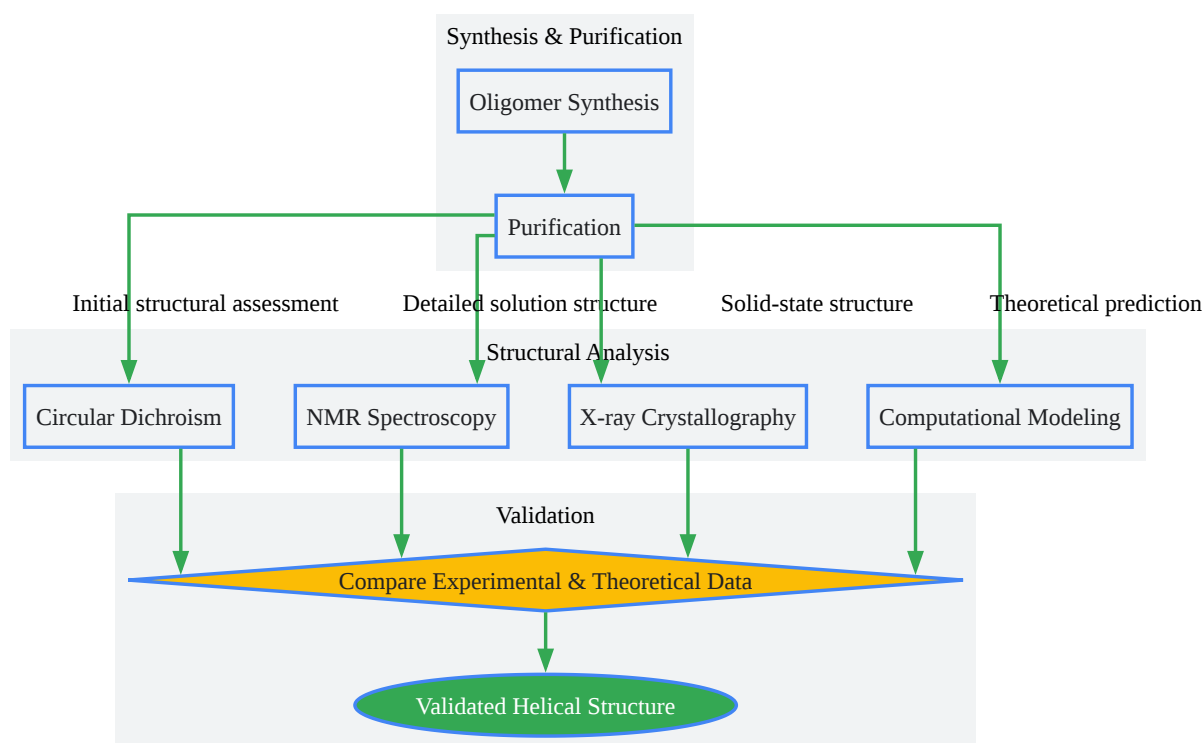 Synthesis & Purification
Oligomer Synthesis
Purification
Initial structural assessment
Detailed solution structure
Solid-state structure
Theoretical prediction
Structural Analysis
Circular Dichroism
NMR Spectroscopy
X-ray Crystallography
Computational Modeling
Validation
Compare Experimental & Theoretical Data
Validated Helical Structure